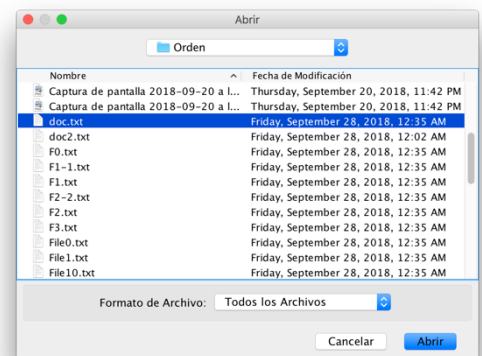 Abrir
Orden
Nombre Fecha de Modificación
Captura de pantalla 2018-09-20 a l... Thursday, September 20, 2018, 11:42 PM
Captura de pantalla 2018-09-20 a l... Thursday, September 20, 2018, 11:42 PM
doc.txt Friday, September 28, 2018, 12:35 AM
doc2.txt Friday, September 28, 2018, 12:02 AM
F0.txt Friday, September 28, 2018, 12:35 AM
F1-1.txt Friday, September 28, 2018, 12:35 AM
F1.txt Friday, September 28, 2018, 12:35 AM
F2-2.txt Friday, September 28, 2018, 12:35 AM
F2.txt Friday, September 28, 2018, 12:35 AM
F3.txt Friday, September 28, 2018, 12:35 AM
File0.txt Friday, September 28, 2018, 12:35 AM
File1.txt Friday, September 28, 2018, 12:35 AM
File10.txt Friday, September 28, 2018, 12:35 AM
Formato de Archivo: Todos los Archivos
Cancelar Abrir